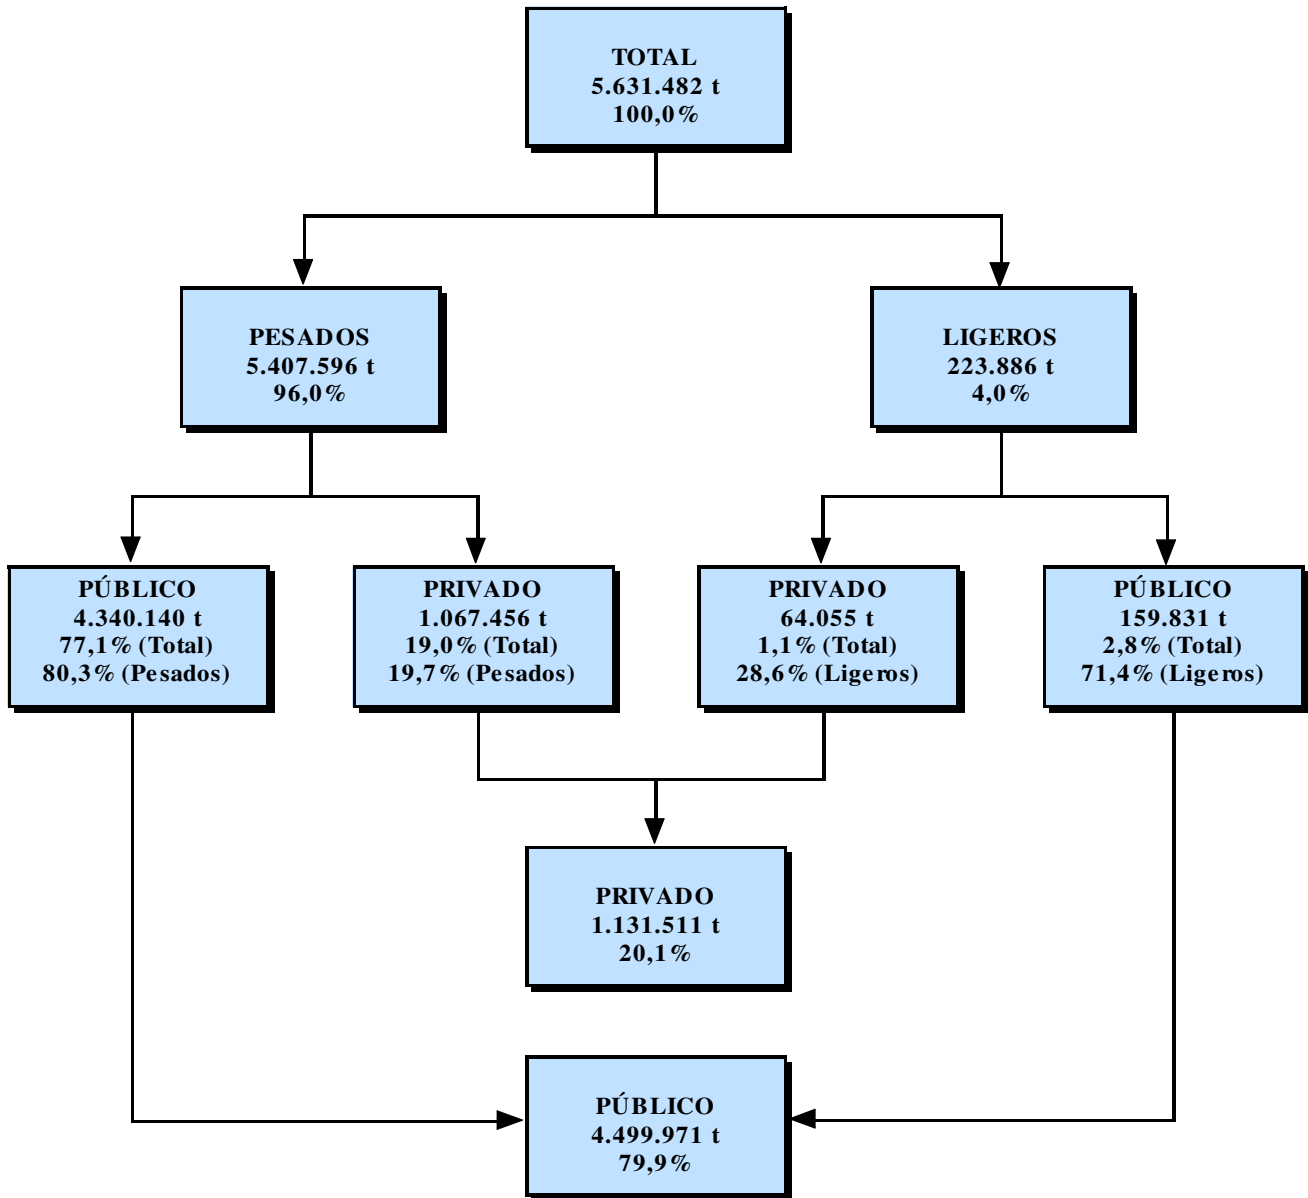 TOTAL
5.631.482 t
100,0%
PESADOS
5.407.596 t
96,0%
LIGEROS
223.886 t
4,0%
PÚBLICO
4.340.140 t
77,1% (Total)
80,3% (Pesados)
PRIVADO
1.067.456 t
19,0% (Total)
19,7% (Pesados)
PRIVADO
64.055 t
1,1% (Total)
28,6% (Ligeros)
PÚBLICO
159.831 t
2,8% (Total)
71,4% (Ligeros)
PRIVADO
1.131.511 t
20,1%
PÚBLICO
4.499.971 t
79,9%